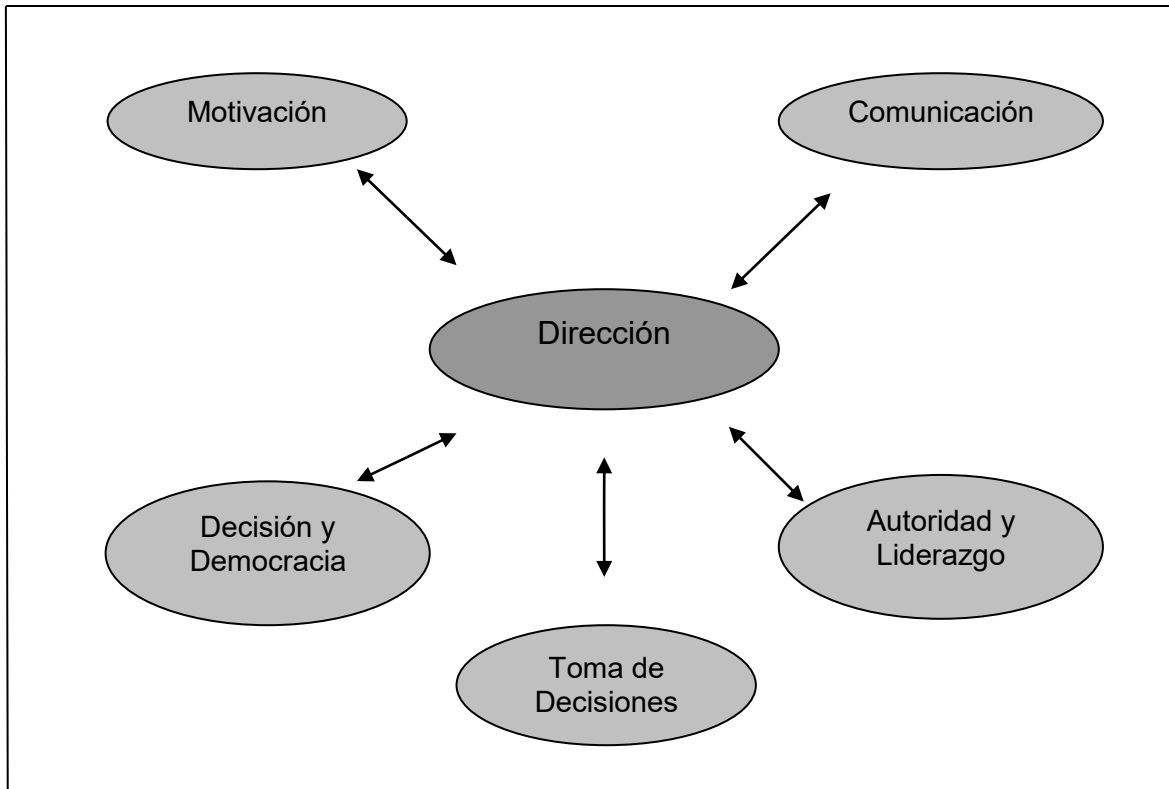 Motivación
Comunicación
Dirección
Decisión y
Democracia
Autoridad y
Liderazgo
Toma de
Decisiones